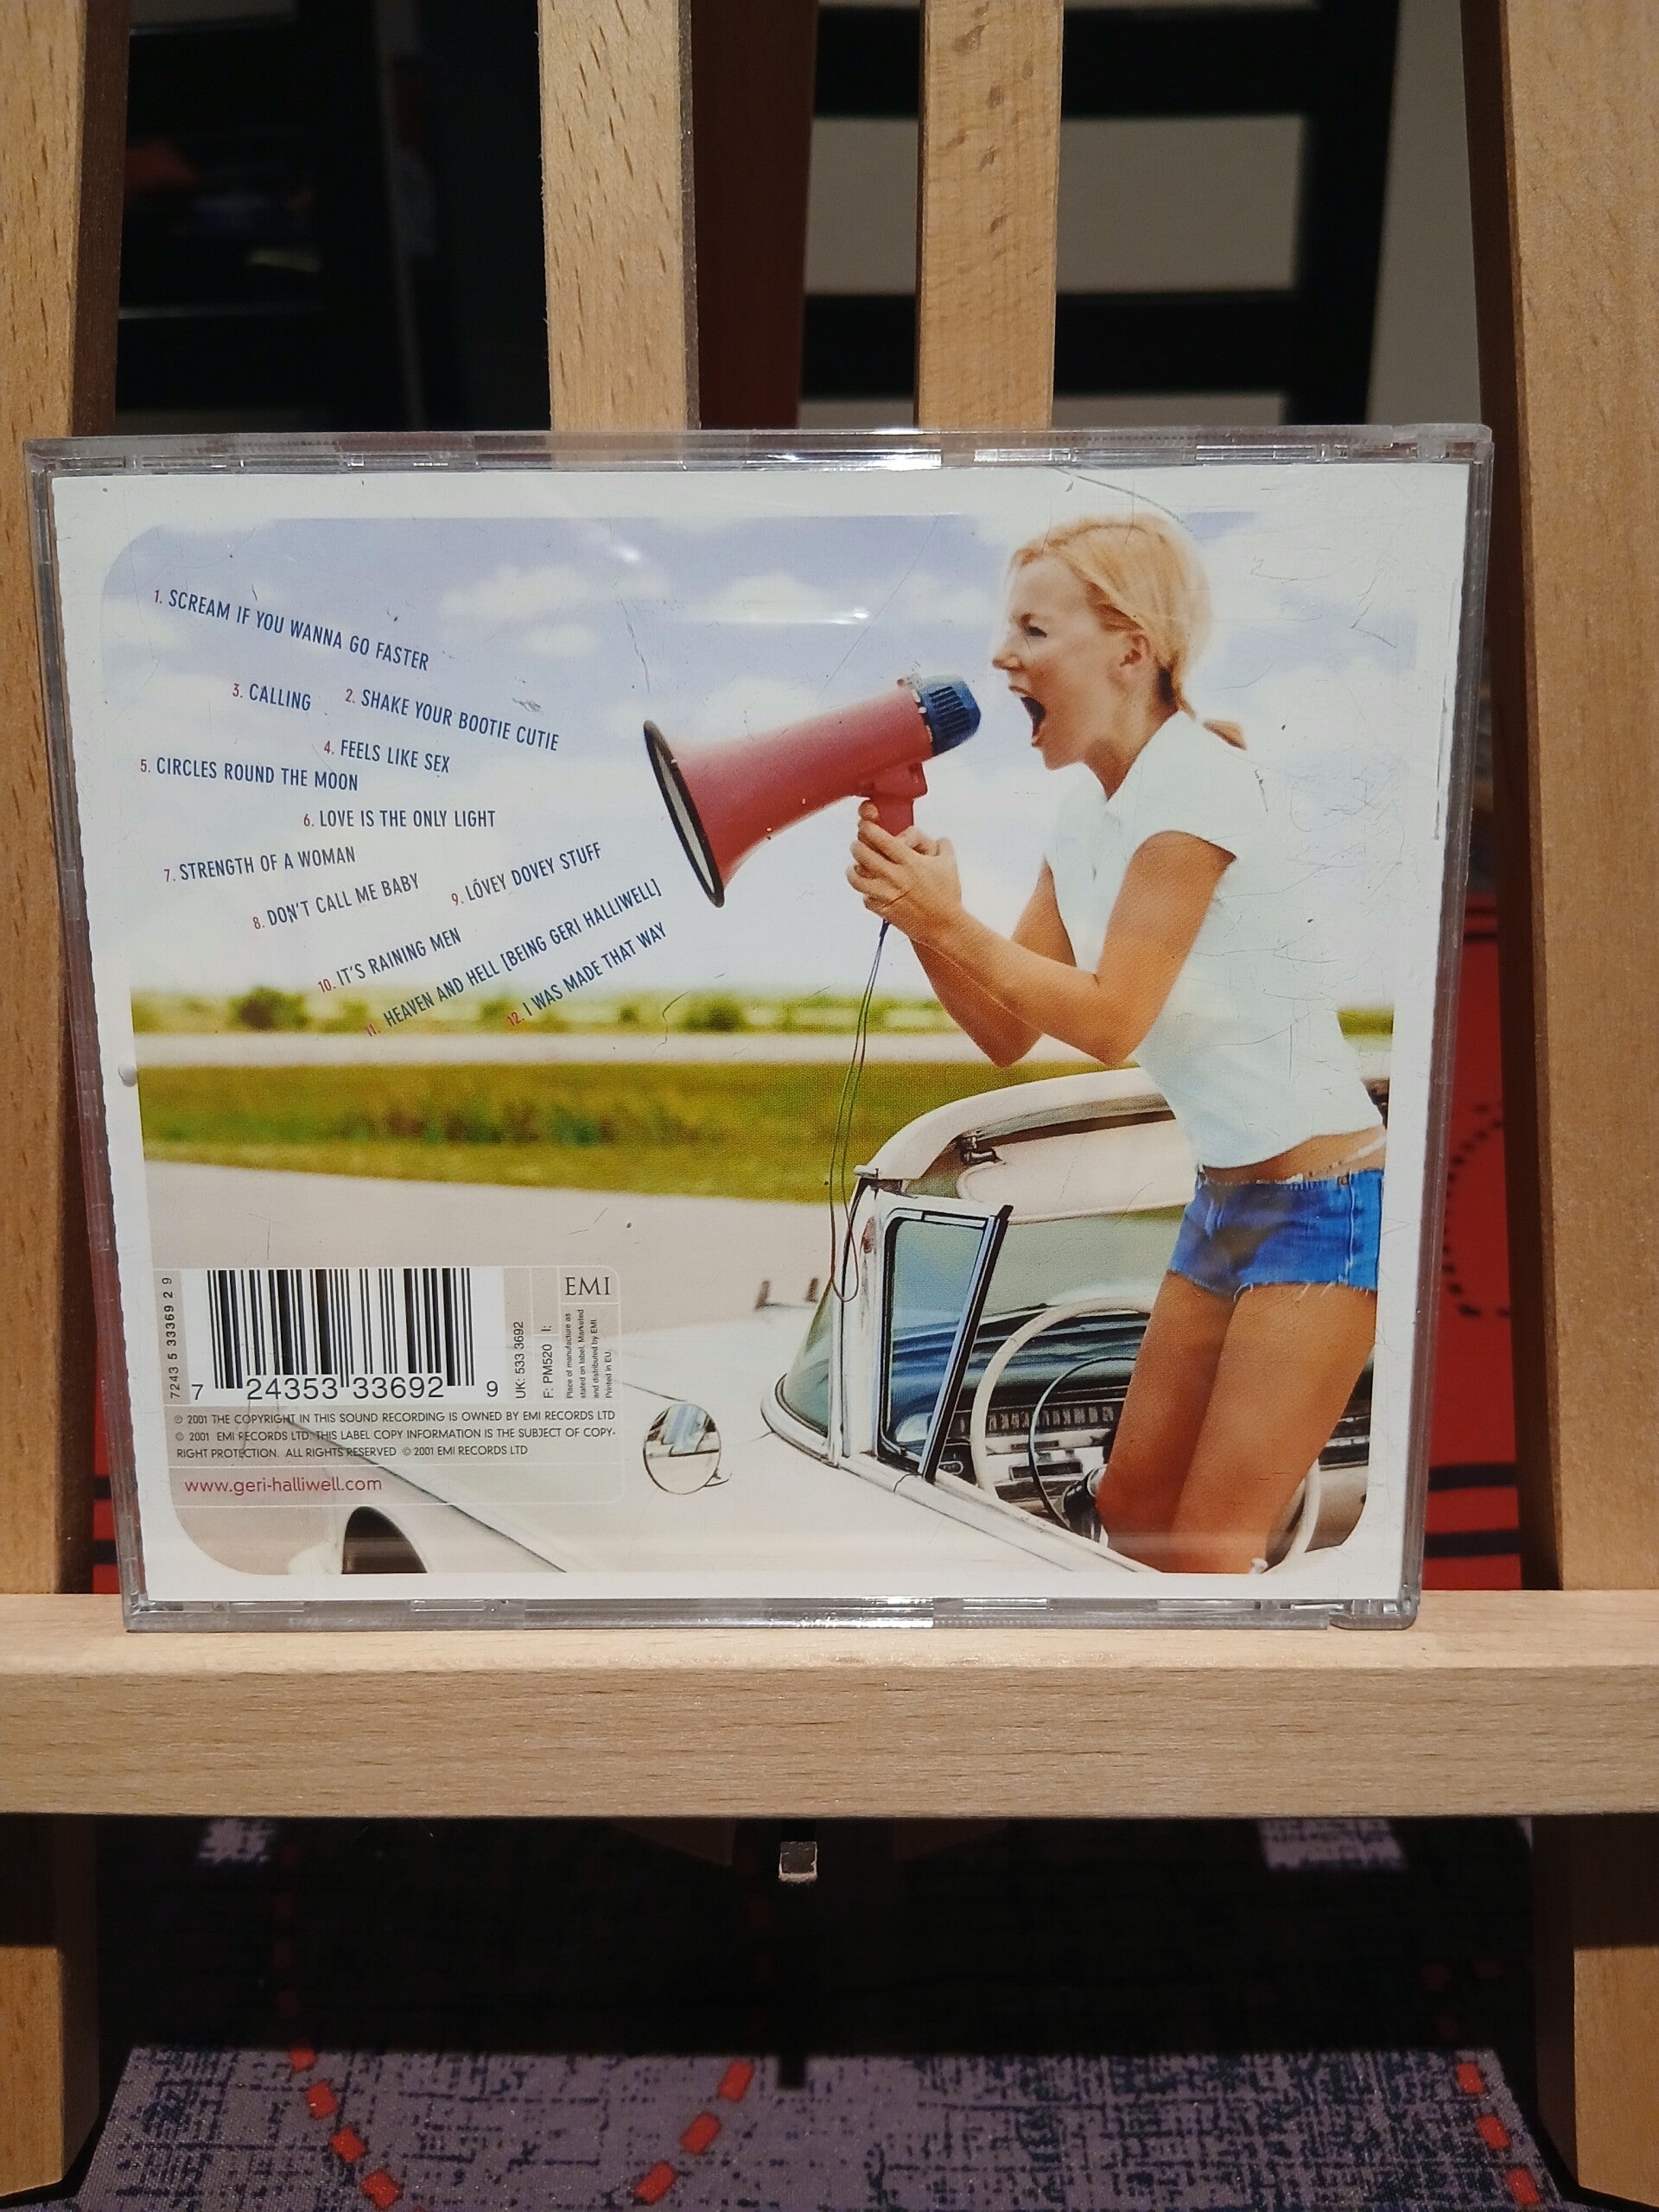 1. SCREAM IF YOU WANNA GO FASTER
3. CALLING
2. SHAKE YOUR BOOTIE CUTIE
4. FEELS LIKE SEX
5. CIRCLES ROUND THE MOON
6. LOVE IS THE ONLY LIGHT
7. STRENGTH OF A WOMAN
8. DON'T CALL ME BABY
9. LOVEY DOVEY STUFF
10. IT'S RAINING MEN
11. HEAVEN AND HELL [BEING GERI HALLIWELL]
12. I WAS MADE THAT WAY
7243 5 33369 2 9
7 24353 33692 9
UK: 533 3692
F: PM520 I:
EMI
Place of manufacture as
stated on label. Marketed
and distributed by EMI.
Printed in EU.
℗ 2001 THE COPYRIGHT IN THIS SOUND RECORDING IS OWNED BY EMI RECORDS LTD
© 2001 EMI RECORDS LTD. THIS LABEL COPY INFORMATION IS THE SUBJECT OF COPY-
RIGHT PROTECTION. ALL RIGHTS RESERVED © 2001 EMI RECORDS LTD
www.geri-halliwell.com